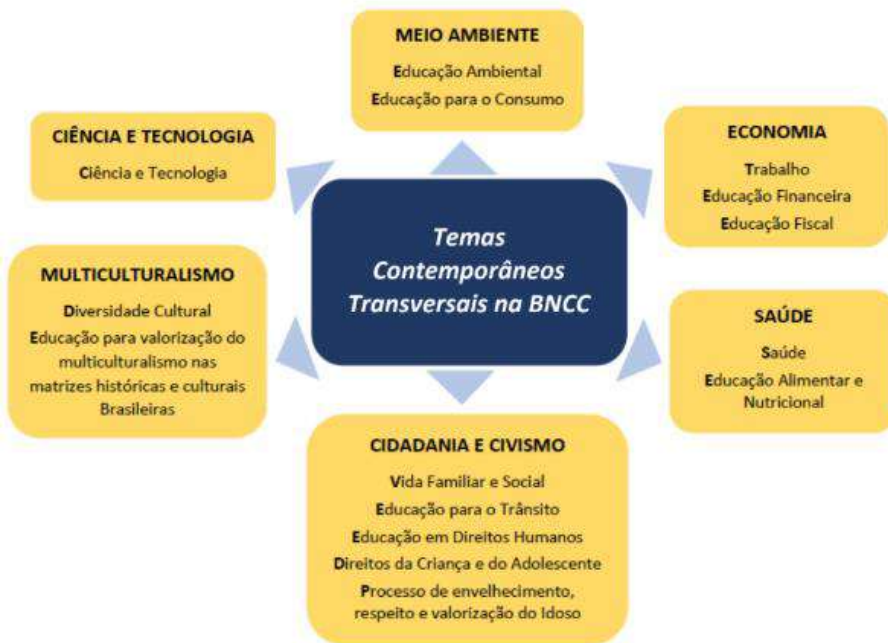 MEIO AMBIENTE
Educação Ambiental
Educação para o Consumo
CIÊNCIA E TECNOLOGIA
Ciência e Tecnologia
ECONOMIA
Trabalho
Educação Financeira
Educação Fiscal
Temas
Contemporâneos
Transversais na BNCC
MULTICULTURALISMO
Diversidade Cultural
Educação para valorização do
multiculturalismo nas
matrizes históricas e culturais
Brasileiras
SAÚDE
Saúde
Educação Alimentar e
Nutricional
CIDADANIA E CIVISMO
Vida Familiar e Social
Educação para o Trânsito
Educação em Direitos Humanos
Direitos da Criança e do Adolescente
Processo de envelhecimento,
respeito e valorização do Idoso